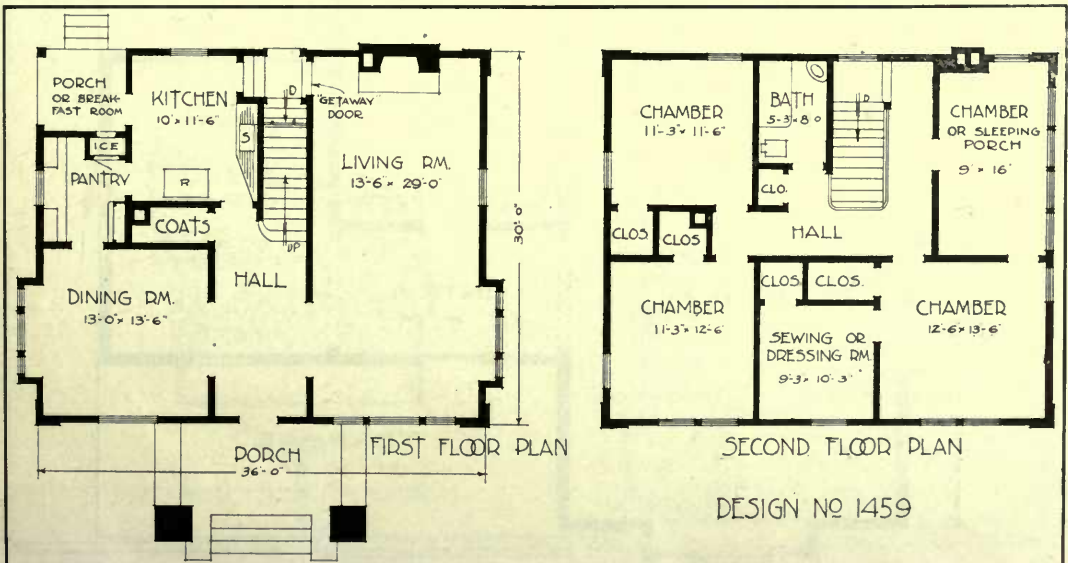 PORCH
OR BREAK-
FAST ROOM
KITCHEN
10' x 11'-6"
D
"GETAWAY"
DOOR
ICE
S
PANTRY
R
COATS
LIVING RM.
13'-6" x 29'-0"
30'-0"
UP
HALL
DINING RM.
13'-0" x 13'-6"
PORCH
36'-0"
FIRST FLOOR PLAN
CHAMBER
11'-3" x 11'-6"
BATH
5'-3" x 8'-0"
D
CHAMBER
OR SLEEPING
PORCH
9' x 16'
CLO.
CLOS.
CLOS.
HALL
CHAMBER
11'-3" x 12'-6"
CLOS.
CLOS.
SEWING OR
DRESSING RM.
9'-3" x 10'-3"
CHAMBER
12'-6" x 13'-6"
SECOND FLOOR PLAN
DESIGN NO 1459